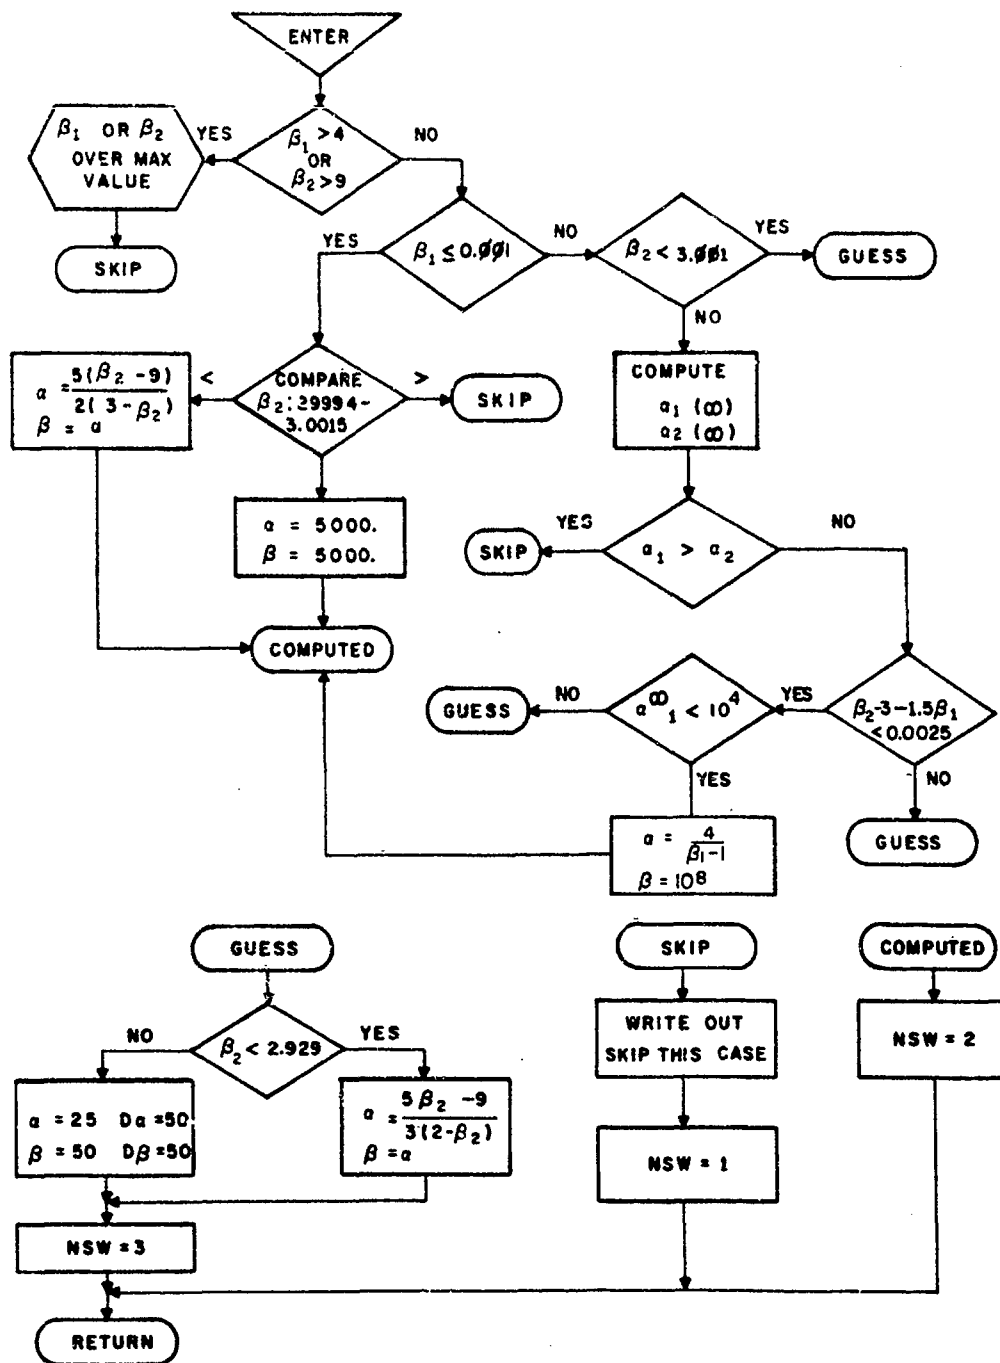 ENTER
β₁ > 4
OR
β₂ > 9
YES
NO
β₁ OR β₂
OVER MAX
VALUE
SKIP
β₁ ≤ 0.001
YES
NO
β₂ < 3.001
YES
GUESS
NO
COMPARE
β₂ : 29994-
3.0015
<
>
α = 5(β₂ - 9) / 2(3 - β₂)
β = α
SKIP
COMPUTE
α₁ (∞)
α₂ (∞)
α = 5000.
β = 5000.
YES
NO
SKIP
α₁ > α₂
COMPUTED
GUESS
NO
α∞₁ < 10⁴
YES
β₂-3-1.5β₁
<0.0025
YES
NO
α = 4 / β₁-1
β = 10⁸
GUESS
GUESS
SKIP
COMPUTED
NO
β₂ < 2.929
YES
WRITE OUT
SKIP THIS CASE
NSW = 2
α = 25 Dα = 50
β = 50 Dβ = 50
α = 5β₂ - 9 / 3(2-β₂)
β = α
NSW = 1
NSW = 3
RETURN